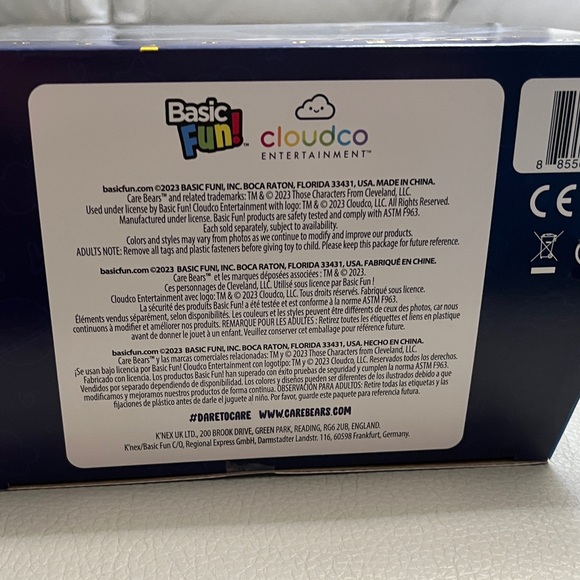 Basic
Fun!™
cloudco
ENTERTAINMENT™
8 855
basicfun.com ©2023 BASIC FUN!, INC. BOCA RATON, FLORIDA 33431, USA. MADE IN CHINA.
Care Bears™ and related trademarks: TM & © 2023 Those Characters From Cleveland, LLC.
Used under license by Basic Fun! Cloudco Entertainment with logo: TM & © 2023 Cloudco, LLC. All Rights Reserved.
Manufactured under license. Basic Fun! products are safety tested and comply with ASTM F963.
Each sold separately, subject to availability.
Colors and styles may vary from photos as we continue to modify and improve our products.
ADULTS NOTE: Remove all tags and plastic fasteners before giving toy to child. Please keep this package for future reference.
CE
basicfun.com ©2023 BASIC FUN!, INC. BOCA RATON, FLORIDA 33431, USA. FABRIQUÉ EN CHINE.
Care Bears™ et les marques déposées associées : TM & © 2023.
Ces personnages de Cleveland, LLC. Utilisé sous licence par Basic Fun !
Cloudco Entertainment avec logo: TM & © 2023 Cloudco, LLC. Tous droits réservés. Fabriqué sous licence.
La sécurité des produits Basic Fun! a été testée et est conforme à la norme ASTM F963.
Éléments vendus séparément, selon disponibilités. Les couleurs et les styles peuvent être différents de ceux des photos, car nous
continuons à modifier et améliorer nos produits. REMARQUE POUR LES ADULTES : Retirez toutes les étiquettes et liens en plastique
avant de donner le jouet à un enfant. Veuillez conserver cet emballage pour référence future.
basicfun.com ©2023 BASIC FUN!, INC. BOCA RATON, FLORIDA 33431, USA. HECHO EN CHINA.
Care Bears™ y las marcas comerciales relacionadas: TM y © 2023 Those Characters from Cleveland, LLC.
¡Se usan bajo licencia por Basic Fun! Cloudco Entertainment con logotipo: TM y © 2023 Cloudco, LLC. Reservados todos los derechos.
Fabricado con licencia. Los productos Basic Fun! han superado con éxito pruebas de seguridad y cumplen la norma ASTM F963.
Vendidos por separado dependiendo de disponibilidad. Los colores y diseños pueden ser diferentes de los ilustrados debido a que
modificamos y mejoramos nuestros productos de forma continua. OBSERVACIÓN PARA ADULTOS: Retire todas las etiquetas y las
fijaciones de plástico antes de darle el juguete al niño. Por favor, guarde este paquete para referencia futura.
#DARETOCARE WWW.CAREBEARS.COM
K'NEX UK LTD., 200 BROOK DRIVE, GREEN PARK, READING, RG6 2UB, ENGLAND.
K'nex/Basic Fun C/O, Regional Express GmbH, Darmstadter Landstr. 116, 60598 Frankfurt, Germany.